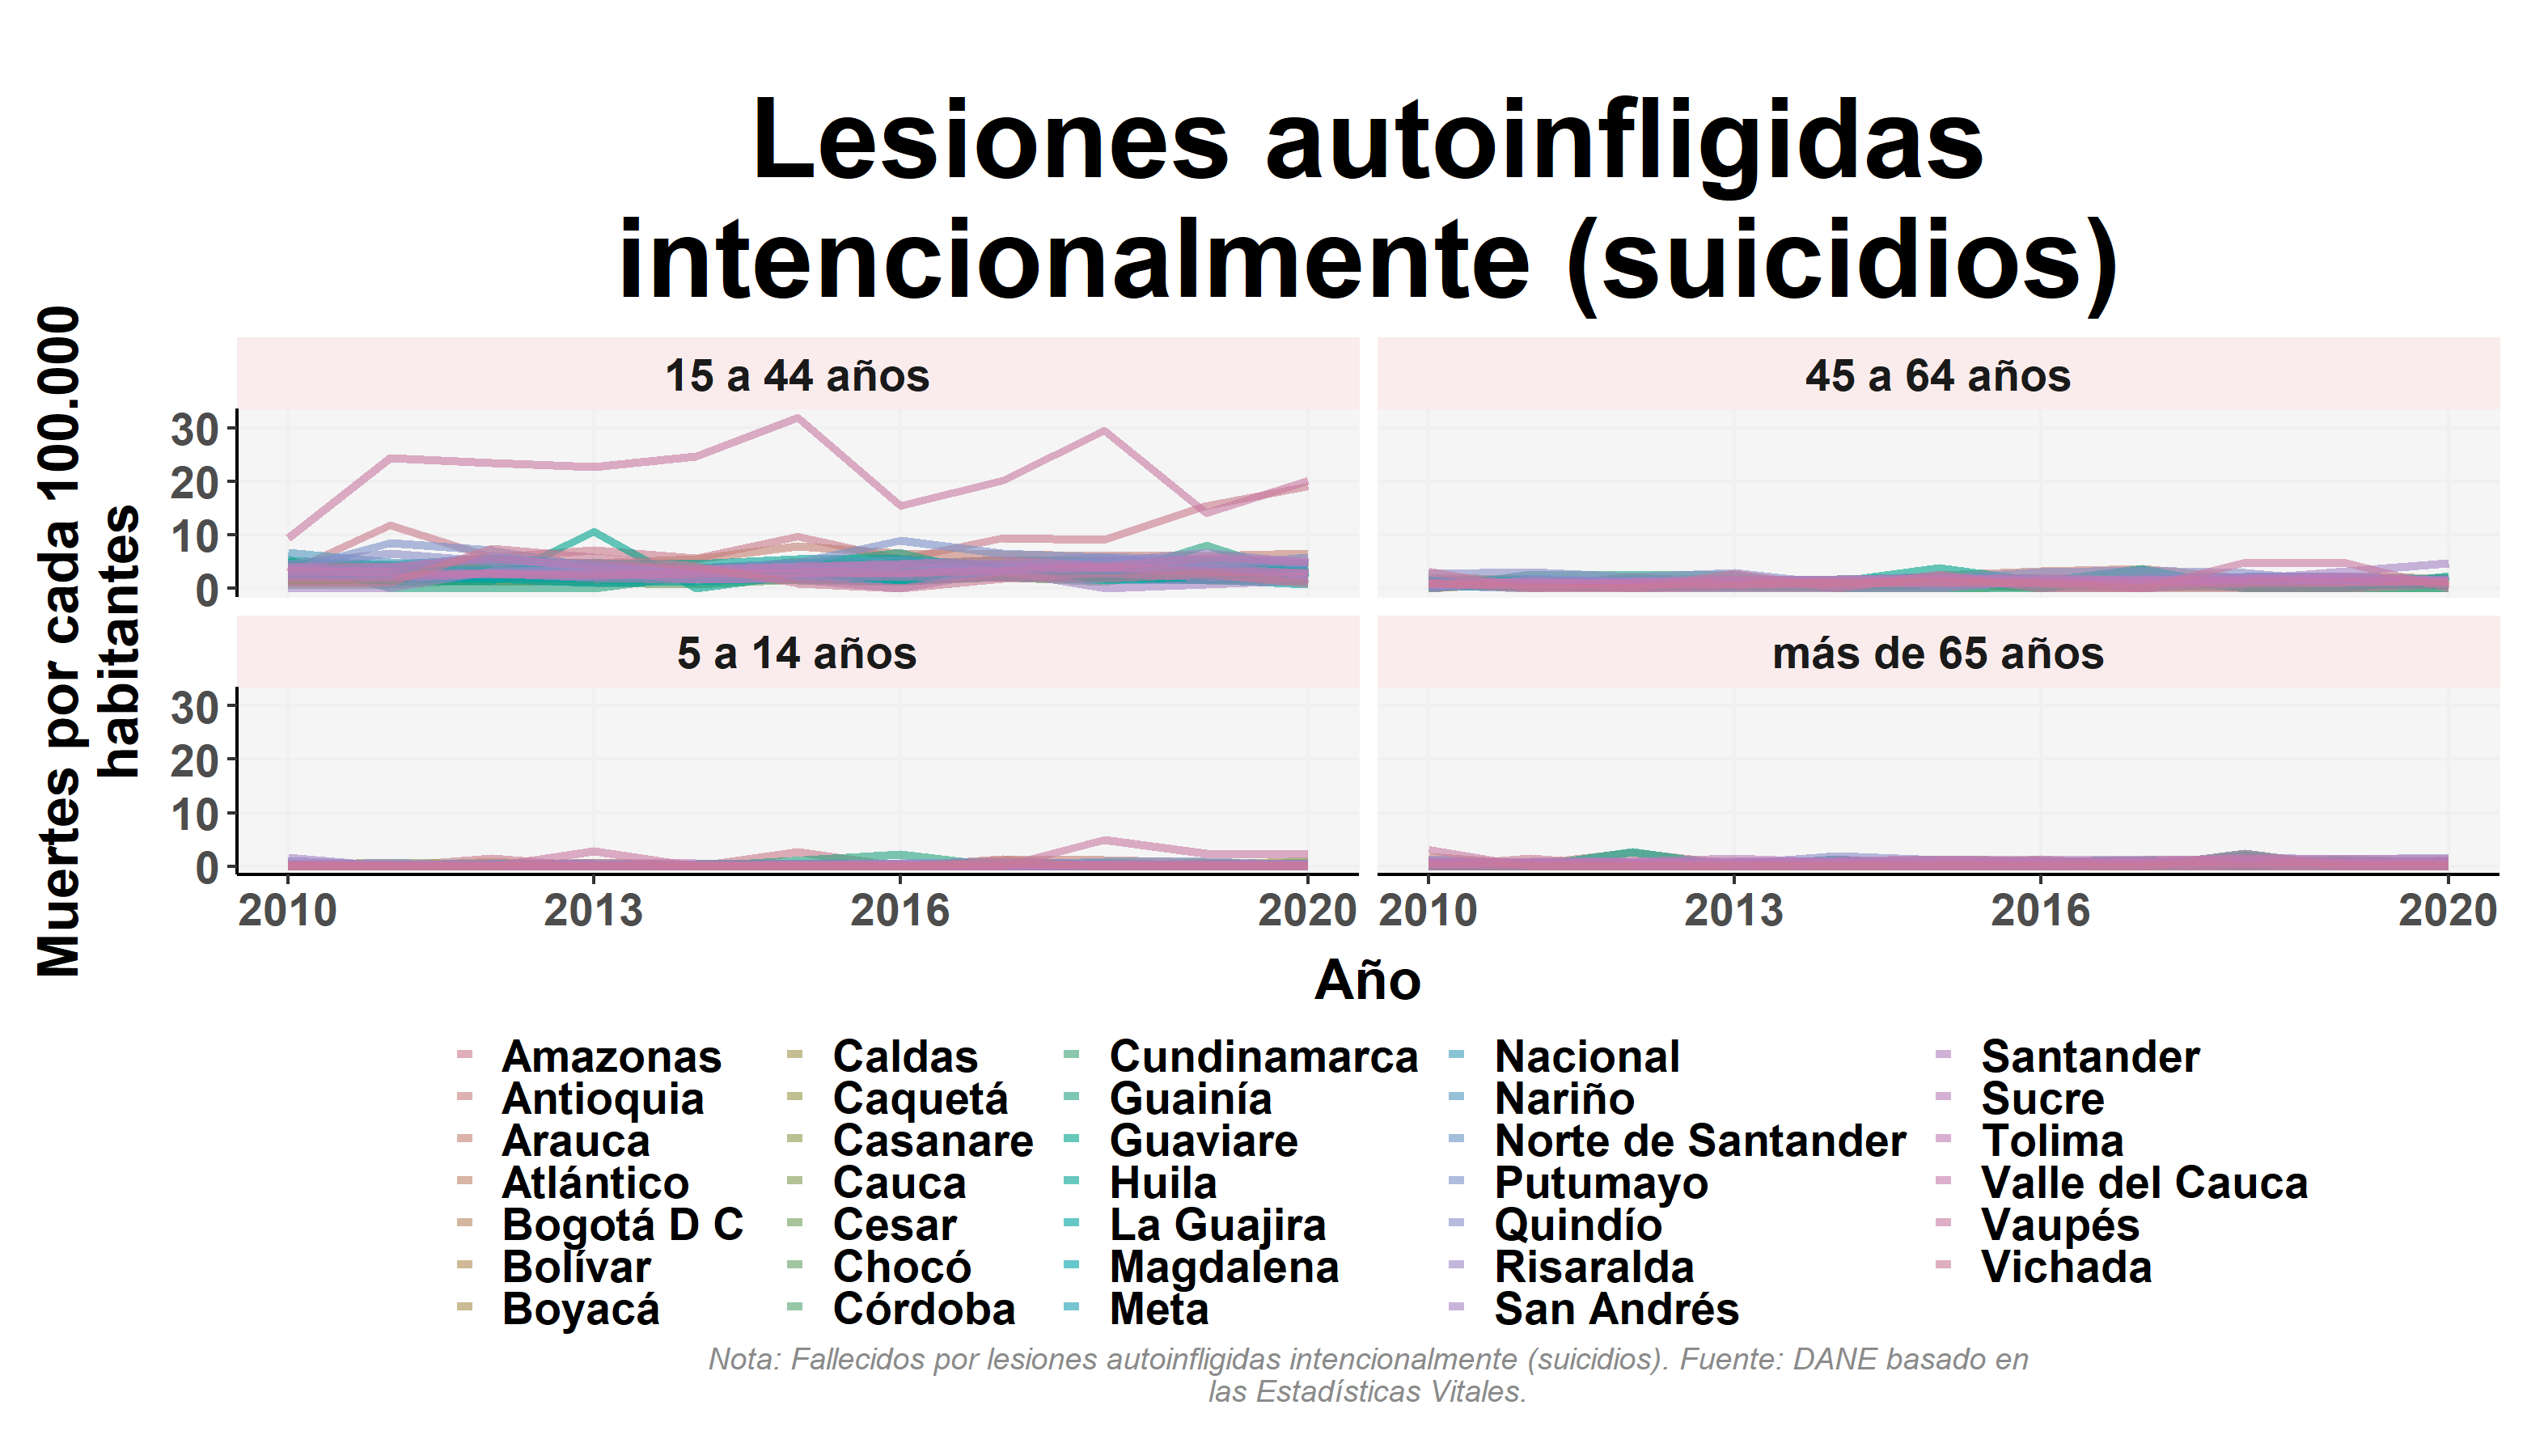 Lesiones autoinfligidas
intencionalmente (suicidios)
Muertes por cada 100.000
habitantes
15 a 44 años
45 a 64 años
30
20
10
0
5 a 14 años
más de 65 años
30
20
10
0
2010 2013 2016 2020
2010 2013 2016 2020
Año
Amazonas
Antioquia
Arauca
Atlántico
Bogotá D C
Bolívar
Boyacá
Caldas
Caquetá
Casanare
Cauca
Cesar
Chocó
Córdoba
Cundinamarca
Guainía
Guaviare
Huila
La Guajira
Magdalena
Meta
Nacional
Nariño
Norte de Santander
Putumayo
Quindío
Risaralda
San Andrés
Santander
Sucre
Tolima
Valle del Cauca
Vaupés
Vichada
Nota: Fallecidos por lesiones autoinfligidas intencionalmente (suicidios). Fuente: DANE basado en
las Estadísticas Vitales.